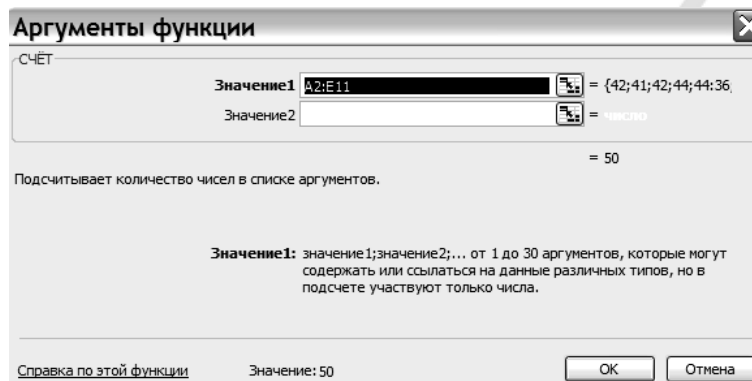 Аргументы функции
СЧЁТ
Значение1 A2:E11 = {42;41;42;44;44:36;
Значение2 = число
= 50
Подсчитывает количество чисел в списке аргументов.
Значение1: значение1;значение2;... от 1 до 30 аргументов, которые могут
содержать или ссылаться на данные различных типов, но в
подсчете участвуют только числа.
Справка по этой функции Значение: 50 ОК Отмена